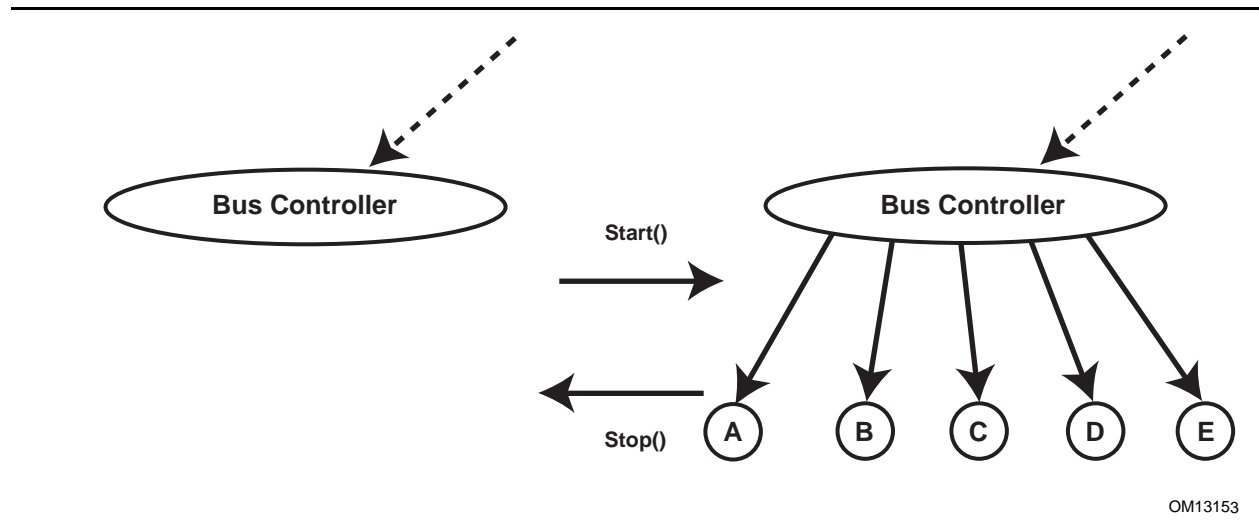 Bus Controller
Bus Controller
Start()
Stop()
A
B
C
D
E
OM13153